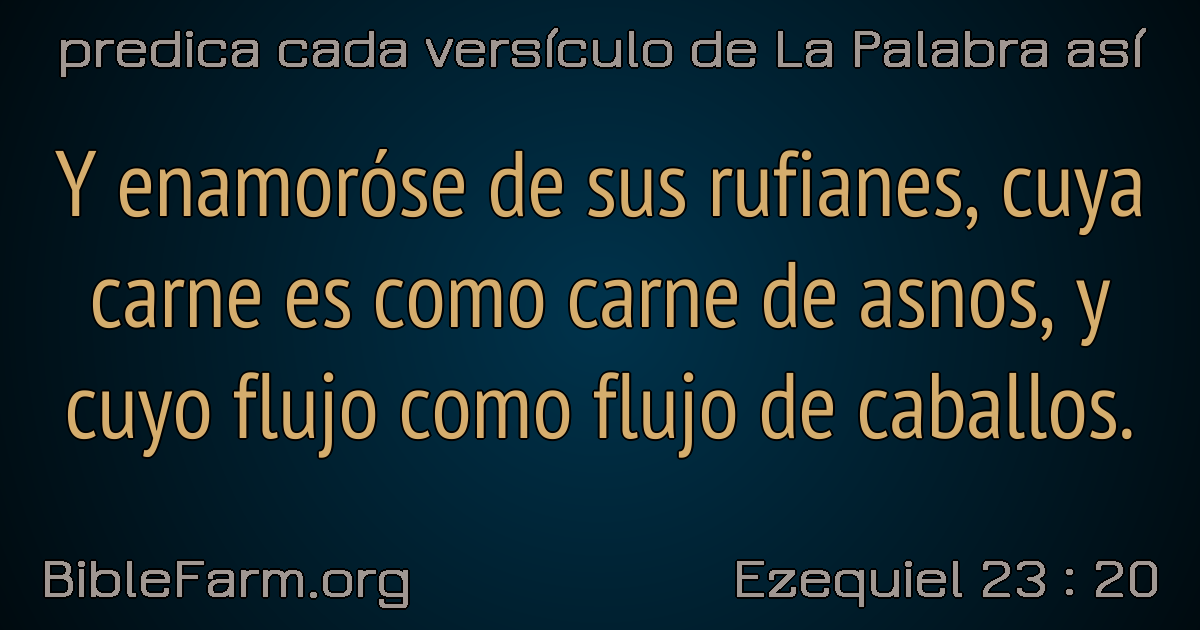 predica cada versículo de La Palabra así
Y enamoróse de sus rufianes, cuya
carne es como carne de asnos, y
cuyo flujo como flujo de caballos.
BibleFarm.org
Ezequiel 23 : 20